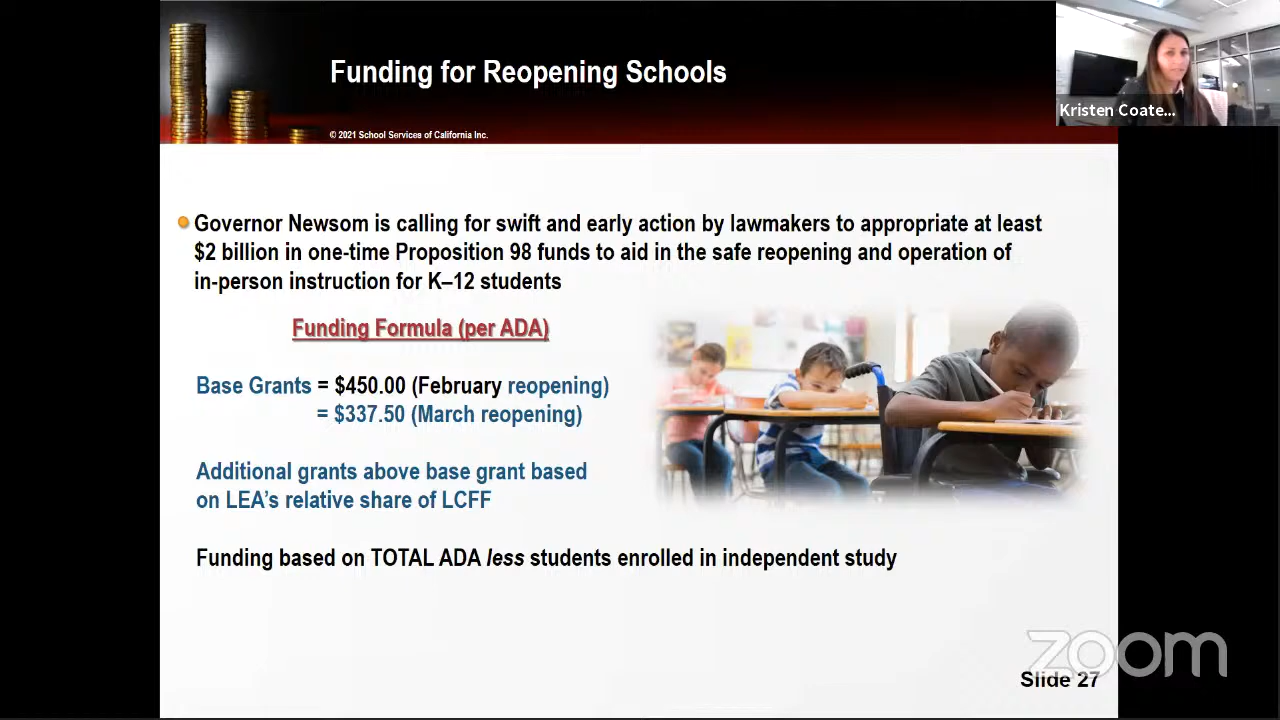 Funding for Reopening Schools
Kristen Coate...
© 2021 School Services of California Inc.
Governor Newsom is calling for swift and early action by lawmakers to appropriate at least
$2 billion in one-time Proposition 98 funds to aid in the safe reopening and operation of
in-person instruction for K–12 students
Funding Formula (per ADA)
Base Grants = $450.00 (February reopening)
= $337.50 (March reopening)
Additional grants above base grant based
on LEA's relative share of LCFF
Funding based on TOTAL ADA less students enrolled in independent study
zoom
Slide 27